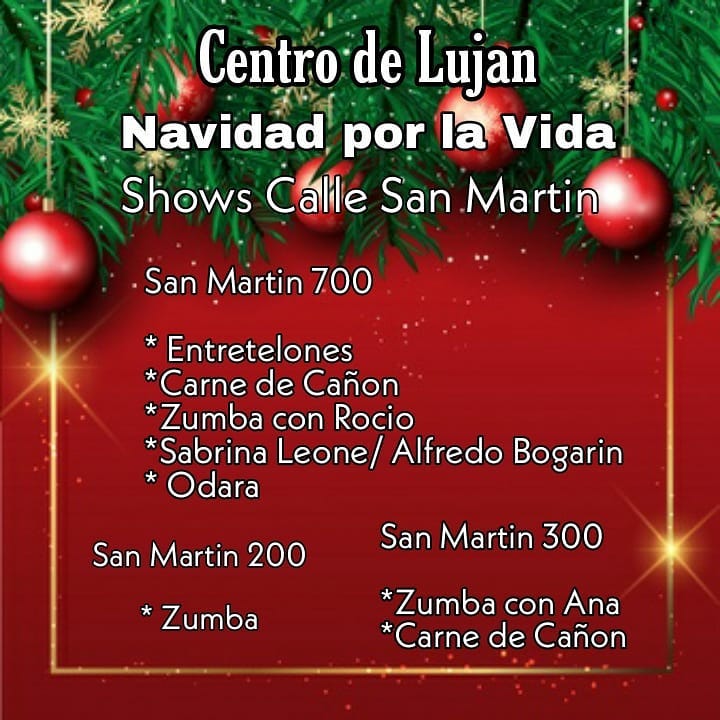 Centro de Lujan
Navidad por la Vida
Shows Calle San Martin
San Martin 700
* Entretelones
*Carne de Cañon
*Zumba con Rocio
*Sabrina Leone/ Alfredo Bogarin
* Odara
San Martin 200
* Zumba
San Martin 300
*Zumba con Ana
*Carne de Cañon